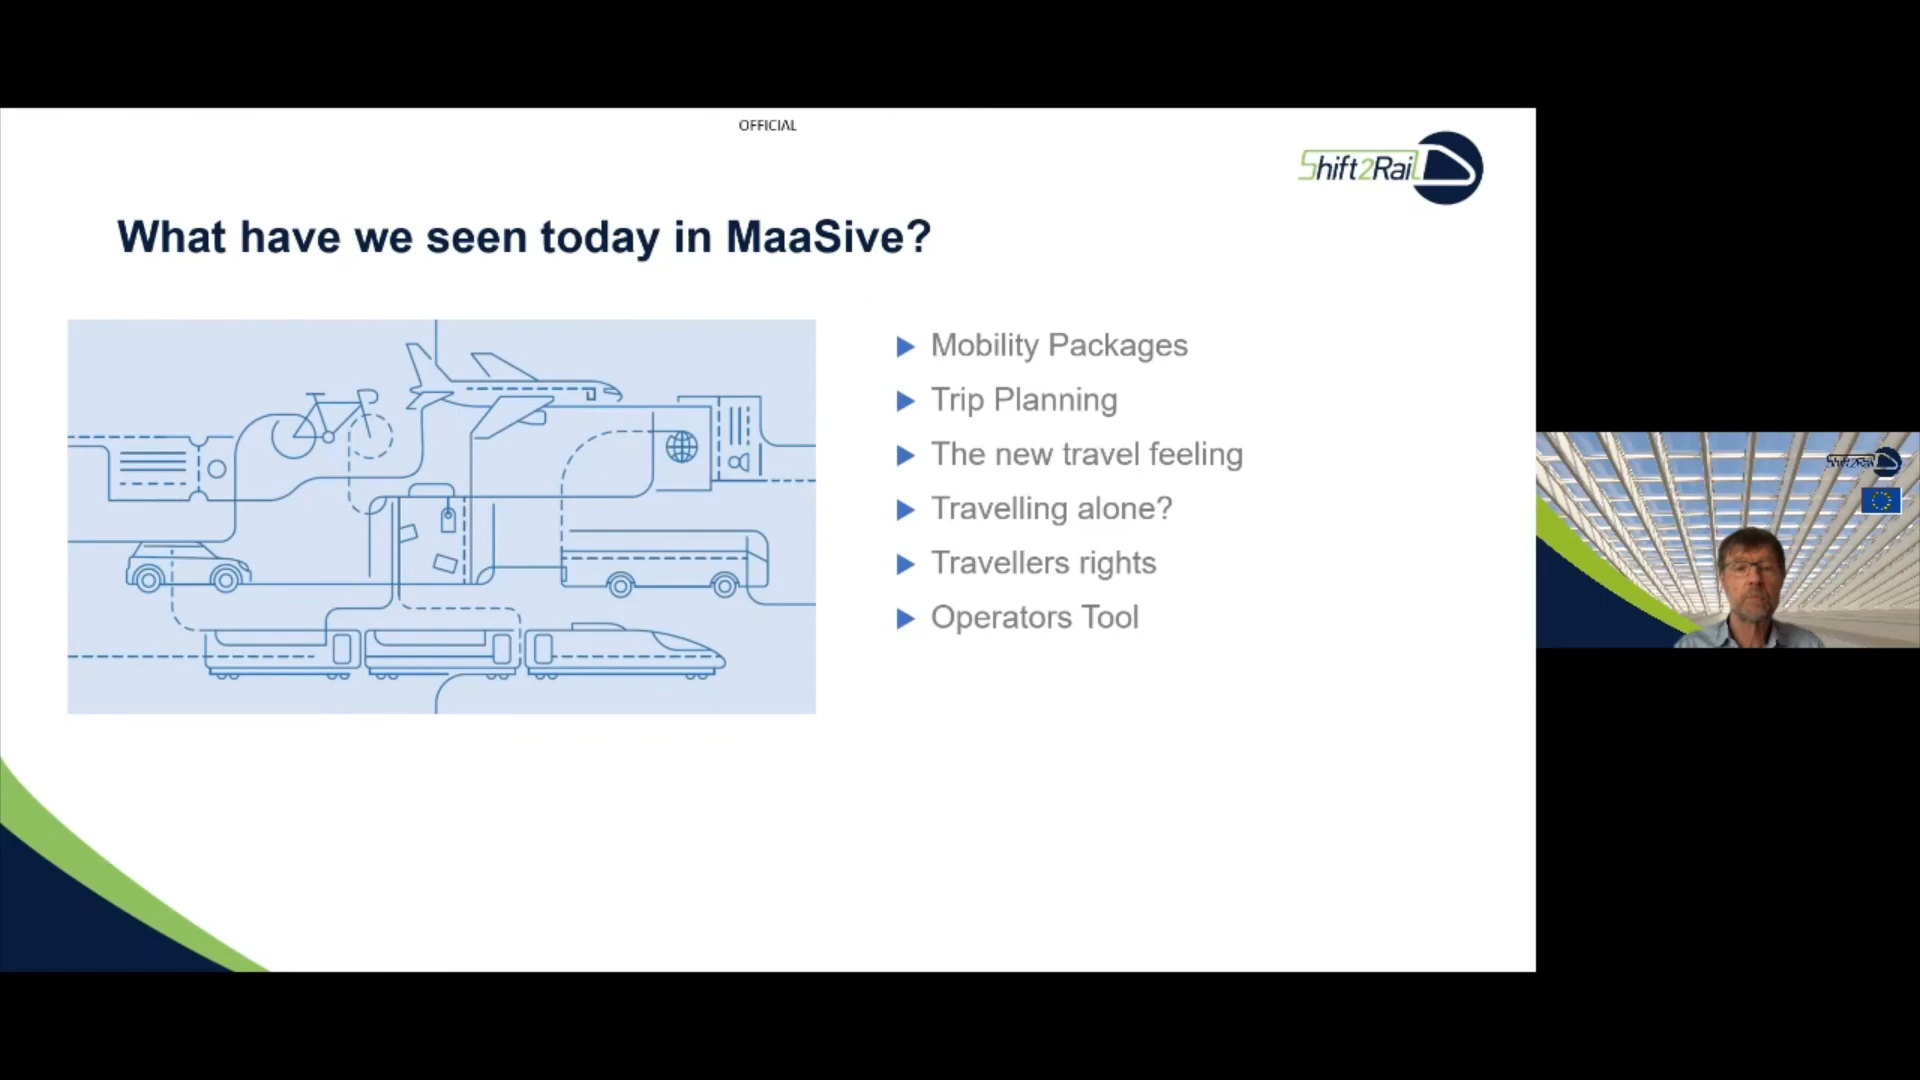 OFFICIAL
Shift2Rail
What have we seen today in MaaSive?
Mobility Packages
Trip Planning
The new travel feeling
Travelling alone?
Travellers rights
Operators Tool
Shift2Rail